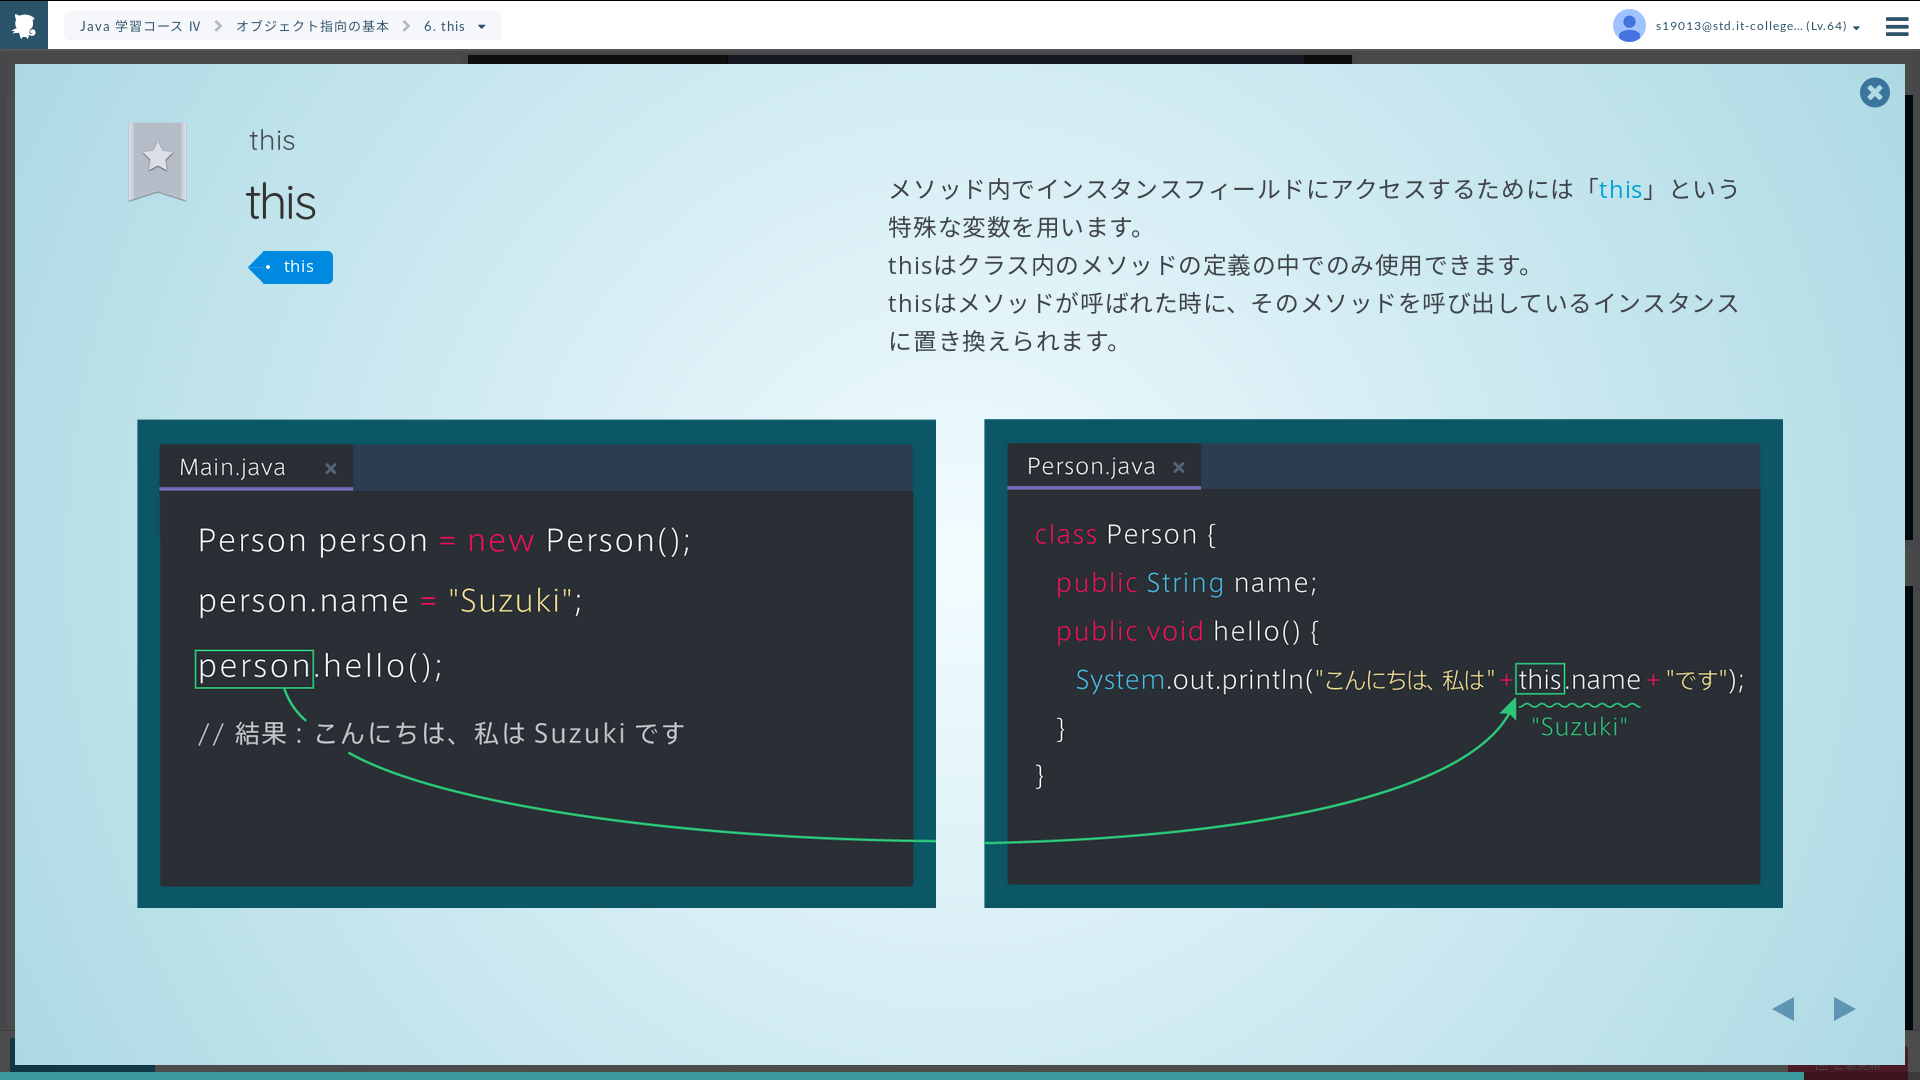 Java 学習コース Ⅳ
オブジェクト指向の基本
6. this
s19013@std.it-college... (Lv.64)
this
this
this
メソッド内でインスタンスフィールドにアクセスするためには「this」という
特殊な変数を用います。
thisはクラス内のメソッドの定義の中でのみ使用できます。
thisはメソッドが呼ばれた時に、そのメソッドを呼び出しているインスタンス
に置き換えられます。
Main.java
Person person = new Person();
person.name = "Suzuki";
person.hello();
// 結果 : こんにちは、私は Suzuki です
Person.java
class Person {
public String name;
public void hello() {
System.out.println("こんにちは、私は" + this.name + "です");
"Suzuki"
}
}